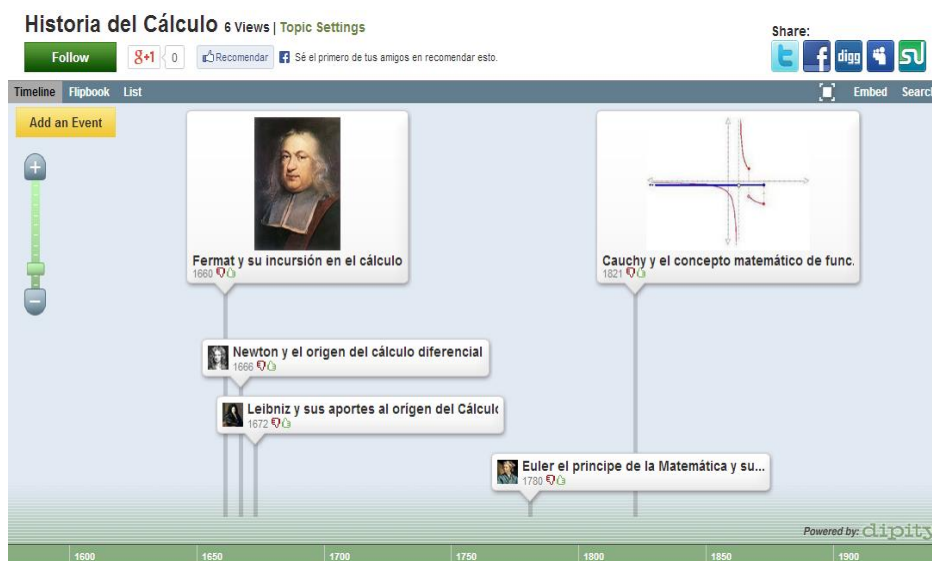 Historia del Cálculo 6 Views | Topic Settings
Share:
Follow
g+1 0
Recomendar Sé el primero de tus amigos en recomendar esto.
digg
Timeline Flipbook List Embed Search
Add an Event
Fermat y su incursión en el cálculo
1660
Cauchy y el concepto matemático de func.
1821
Newton y el origen del cálculo diferencial
1666
Leibniz y sus aportes al orígen del Cálculo
1672
Euler el principe de la Matemática y su...
1780
Powered by: dipity
1600 1650 1700 1750 1800 1850 1900